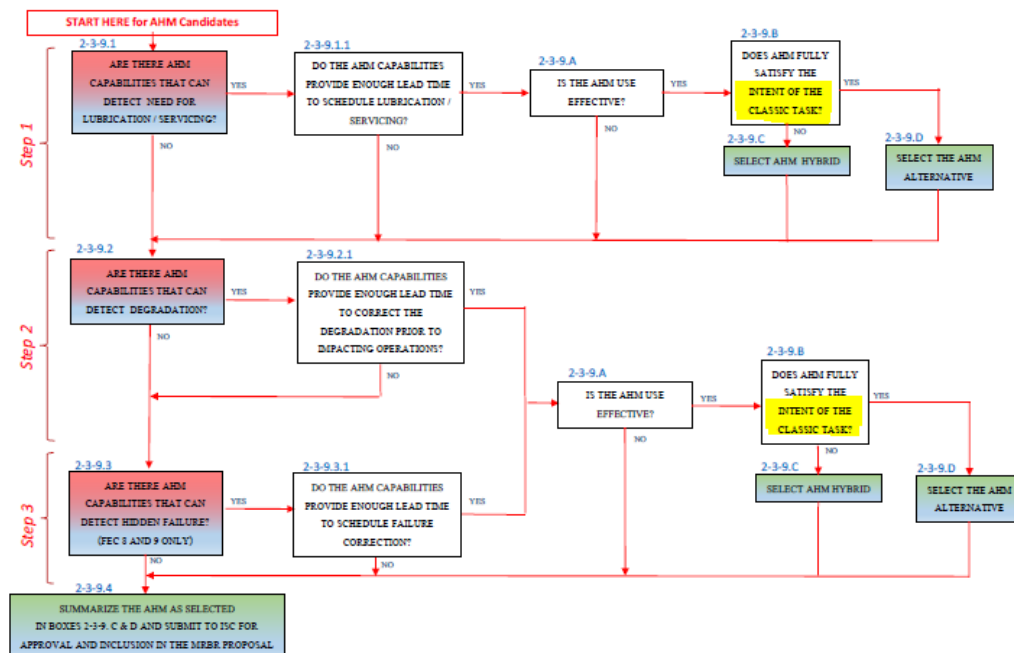 START HERE for AHM Candidates
Step 1
2-3-9.1
ARE THERE AHM
CAPABILITIES THAT CAN
DETECT NEED FOR
LUBRICATION / SERVICING?
YES
NO
2-3-9.1.1
DO THE AHM CAPABILITIES
PROVIDE ENOUGH LEAD TIME
TO SCHEDULE LUBRICATION /
SERVICING?
YES
NO
2-3-9.A
IS THE AHM USE
EFFECTIVE?
YES
NO
2-3-9.B
DOES AHM FULLY
SATISFY THE
INTENT OF THE
CLASSIC TASK?
YES
NO
2-3-9.C
SELECT AHM HYBRID
2-3-9.D
SELECT THE AHM
ALTERNATIVE
Step 2
2-3-9.2
ARE THERE AHM
CAPABILITIES THAT CAN
DETECT DEGRADATION?
YES
NO
2-3-9.2.1
DO THE AHM CAPABILITIES
PROVIDE ENOUGH LEAD TIME
TO CORRECT THE
DEGRADATION PRIOR TO
IMPACTING OPERATIONS?
YES
NO
2-3-9.A
IS THE AHM USE
EFFECTIVE?
YES
NO
2-3-9.B
DOES AHM FULLY
SATISFY THE
INTENT OF THE
CLASSIC TASK?
YES
NO
2-3-9.C
SELECT AHM HYBRID
2-3-9.D
SELECT THE AHM
ALTERNATIVE
Step 3
2-3-9.3
ARE THERE AHM
CAPABILITIES THAT CAN
DETECT HIDDEN FAILURE?
(FEC 8 AND 9 ONLY)
YES
NO
2-3-9.3.1
DO THE AHM CAPABILITIES
PROVIDE ENOUGH LEAD TIME
TO SCHEDULE FAILURE
CORRECTION?
YES
NO
2-3-9.4
SUMMARIZE THE AHM AS SELECTED
IN BOXES 2-3-9. C & D AND SUBMIT TO ISC FOR
APPROVAL AND INCLUSION IN THE MRBR PROPOSAL